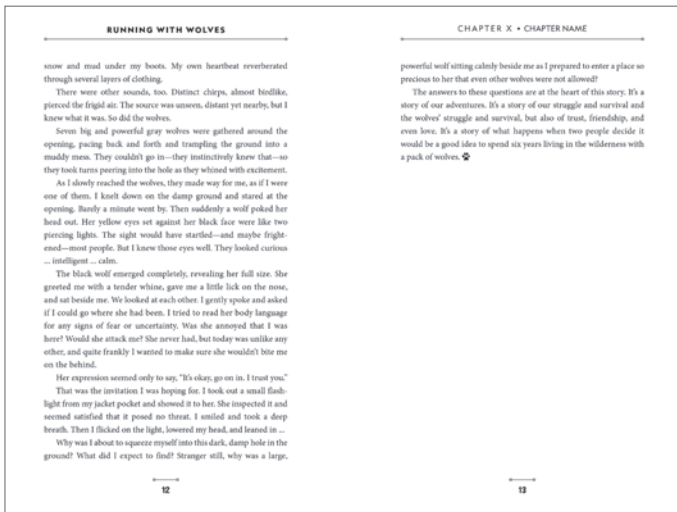 RUNNING WITH WOLVES
snow and mud under my boots. My own heartbeat reverberated
through several layers of clothing.
There were other sounds, too. Distinct chirps, almost birdlike,
pierced the frigid air. The source was unseen, distant yet nearby, but I
knew what it was. So did the wolves.
Seven big and powerful gray wolves were gathered around the
opening, pacing back and forth and trampling the ground into a
muddy mess. They couldn't go in—they instinctively knew that—so
they took turns peering into the hole as they whined with excitement.
As I slowly reached the wolves, they made way for me, as if I were
one of them. I knelt down on the damp ground and stared at the
opening. Barely a minute went by. Then suddenly a wolf poked her
head out. Her yellow eyes set against her black face were like two
piercing lights. The sight would have startled—and maybe fright-
ened—most people. But I knew those eyes well. They looked curious
... intelligent ... calm.
The black wolf emerged completely, revealing her full size. She
greeted me with a tender whine, gave me a little lick on the nose,
and sat beside me. We looked at each other. I gently spoke and asked
if I could go where she had been. I tried to read her body language
for any signs of fear or uncertainty. Was she annoyed that I was
here? Would she attack me? She never had, but today was unlike any
other, and quite frankly I wanted to make sure she wouldn't bite me
on the behind.
Her expression seemed only to say, "It's okay, go on in. I trust you."
That was the invitation I was hoping for. I took out a small flash-
light from my jacket pocket and showed it to her. She inspected it and
seemed satisfied that it posed no threat. I smiled and took a deep
breath. Then I flicked on the light, lowered my head, and leaned in ...
Why was I about to squeeze myself into this dark, damp hole in the
ground? What did I expect to find? Stranger still, why was a large,
12
CHAPTER X • CHAPTER NAME
powerful wolf sitting calmly beside me as I prepared to enter a place so
precious to her that even other wolves were not allowed?
The answers to these questions are at the heart of this story. It's a
story of our adventures. It's a story of our struggle and survival and
the wolves' struggle and survival, but also of trust, friendship, and
even love. It's a story of what happens when two people decide it
would be a good idea to spend six years living in the wilderness with
a pack of wolves.
13